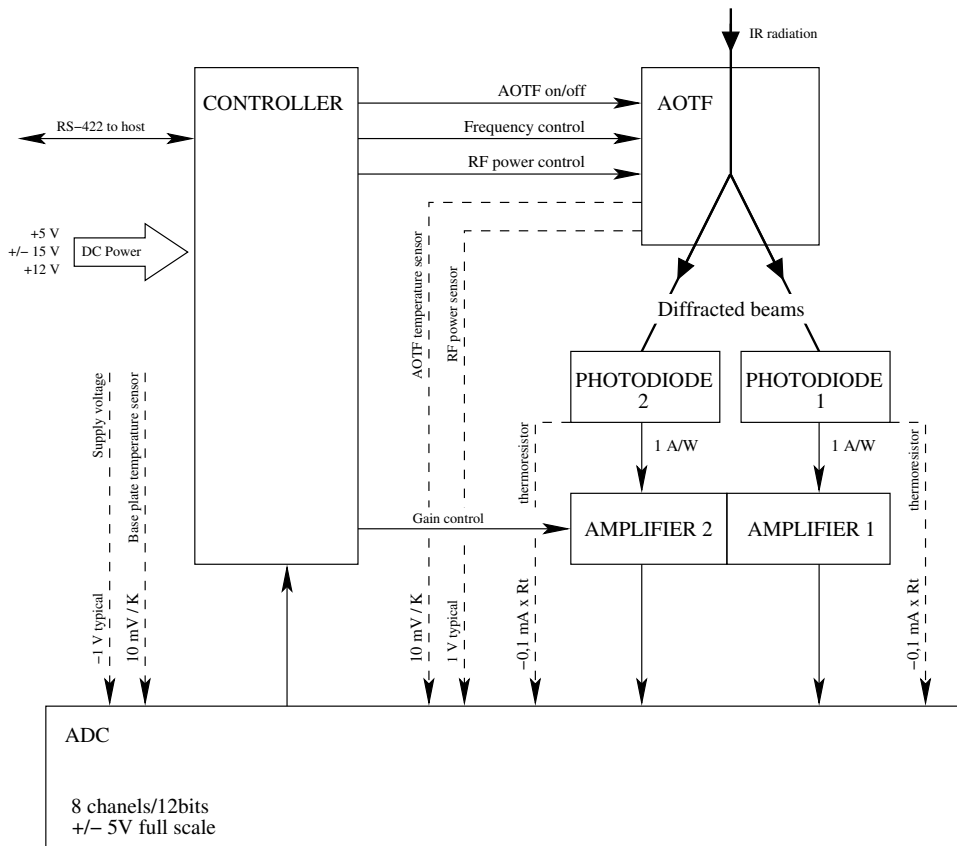 IR radiation
CONTROLLER
AOTF on/off
AOTF
RS−422 to host
Frequency control
RF power control
+5 V
+/− 15 V
+12 V
DC Power
AOTF temperature sensor
RF power sensor
Diffracted beams
PHOTODIODE
2
PHOTODIODE
1
Supply voltage
Base plate temperature sensor
thermoresistor
1 A/W
1 A/W
thermoresistor
Gain control
AMPLIFIER 2
AMPLIFIER 1
−1 V typical
10 mV / K
10 mV / K
1 V typical
−0,1 mA x Rt
−0,1 mA x Rt
ADC
8 chanels/12bits
+/− 5V full scale